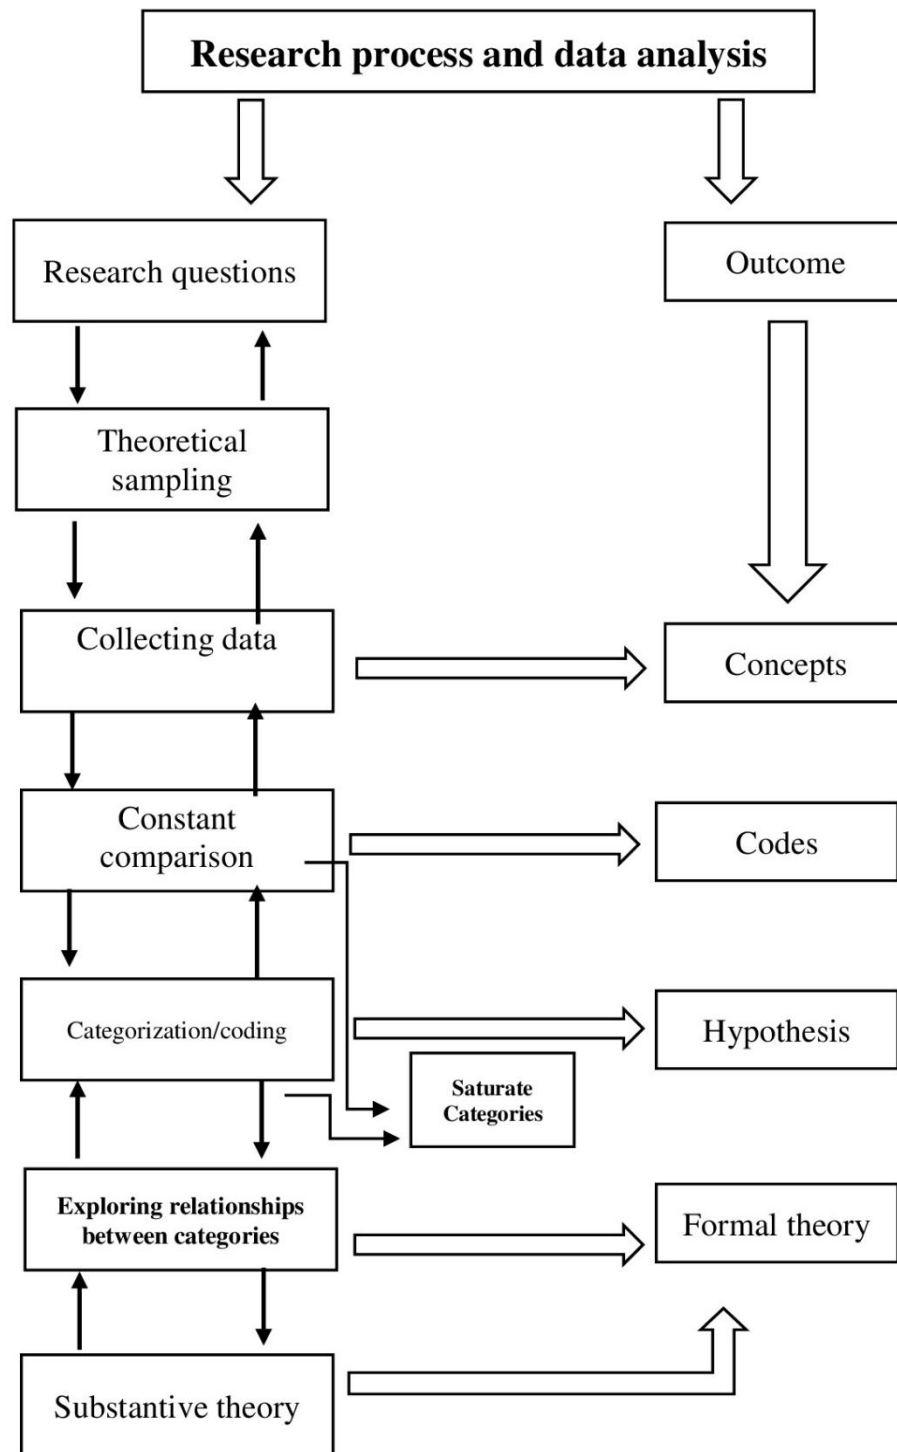 Research process and data analysis
Research questions
Outcome
Theoretical
sampling
Collecting data
Concepts
Constant
comparison
Codes
Categorization/coding
Hypothesis
Saturate
Categories
Exploring relationships
between categories
Formal theory
Substantive theory